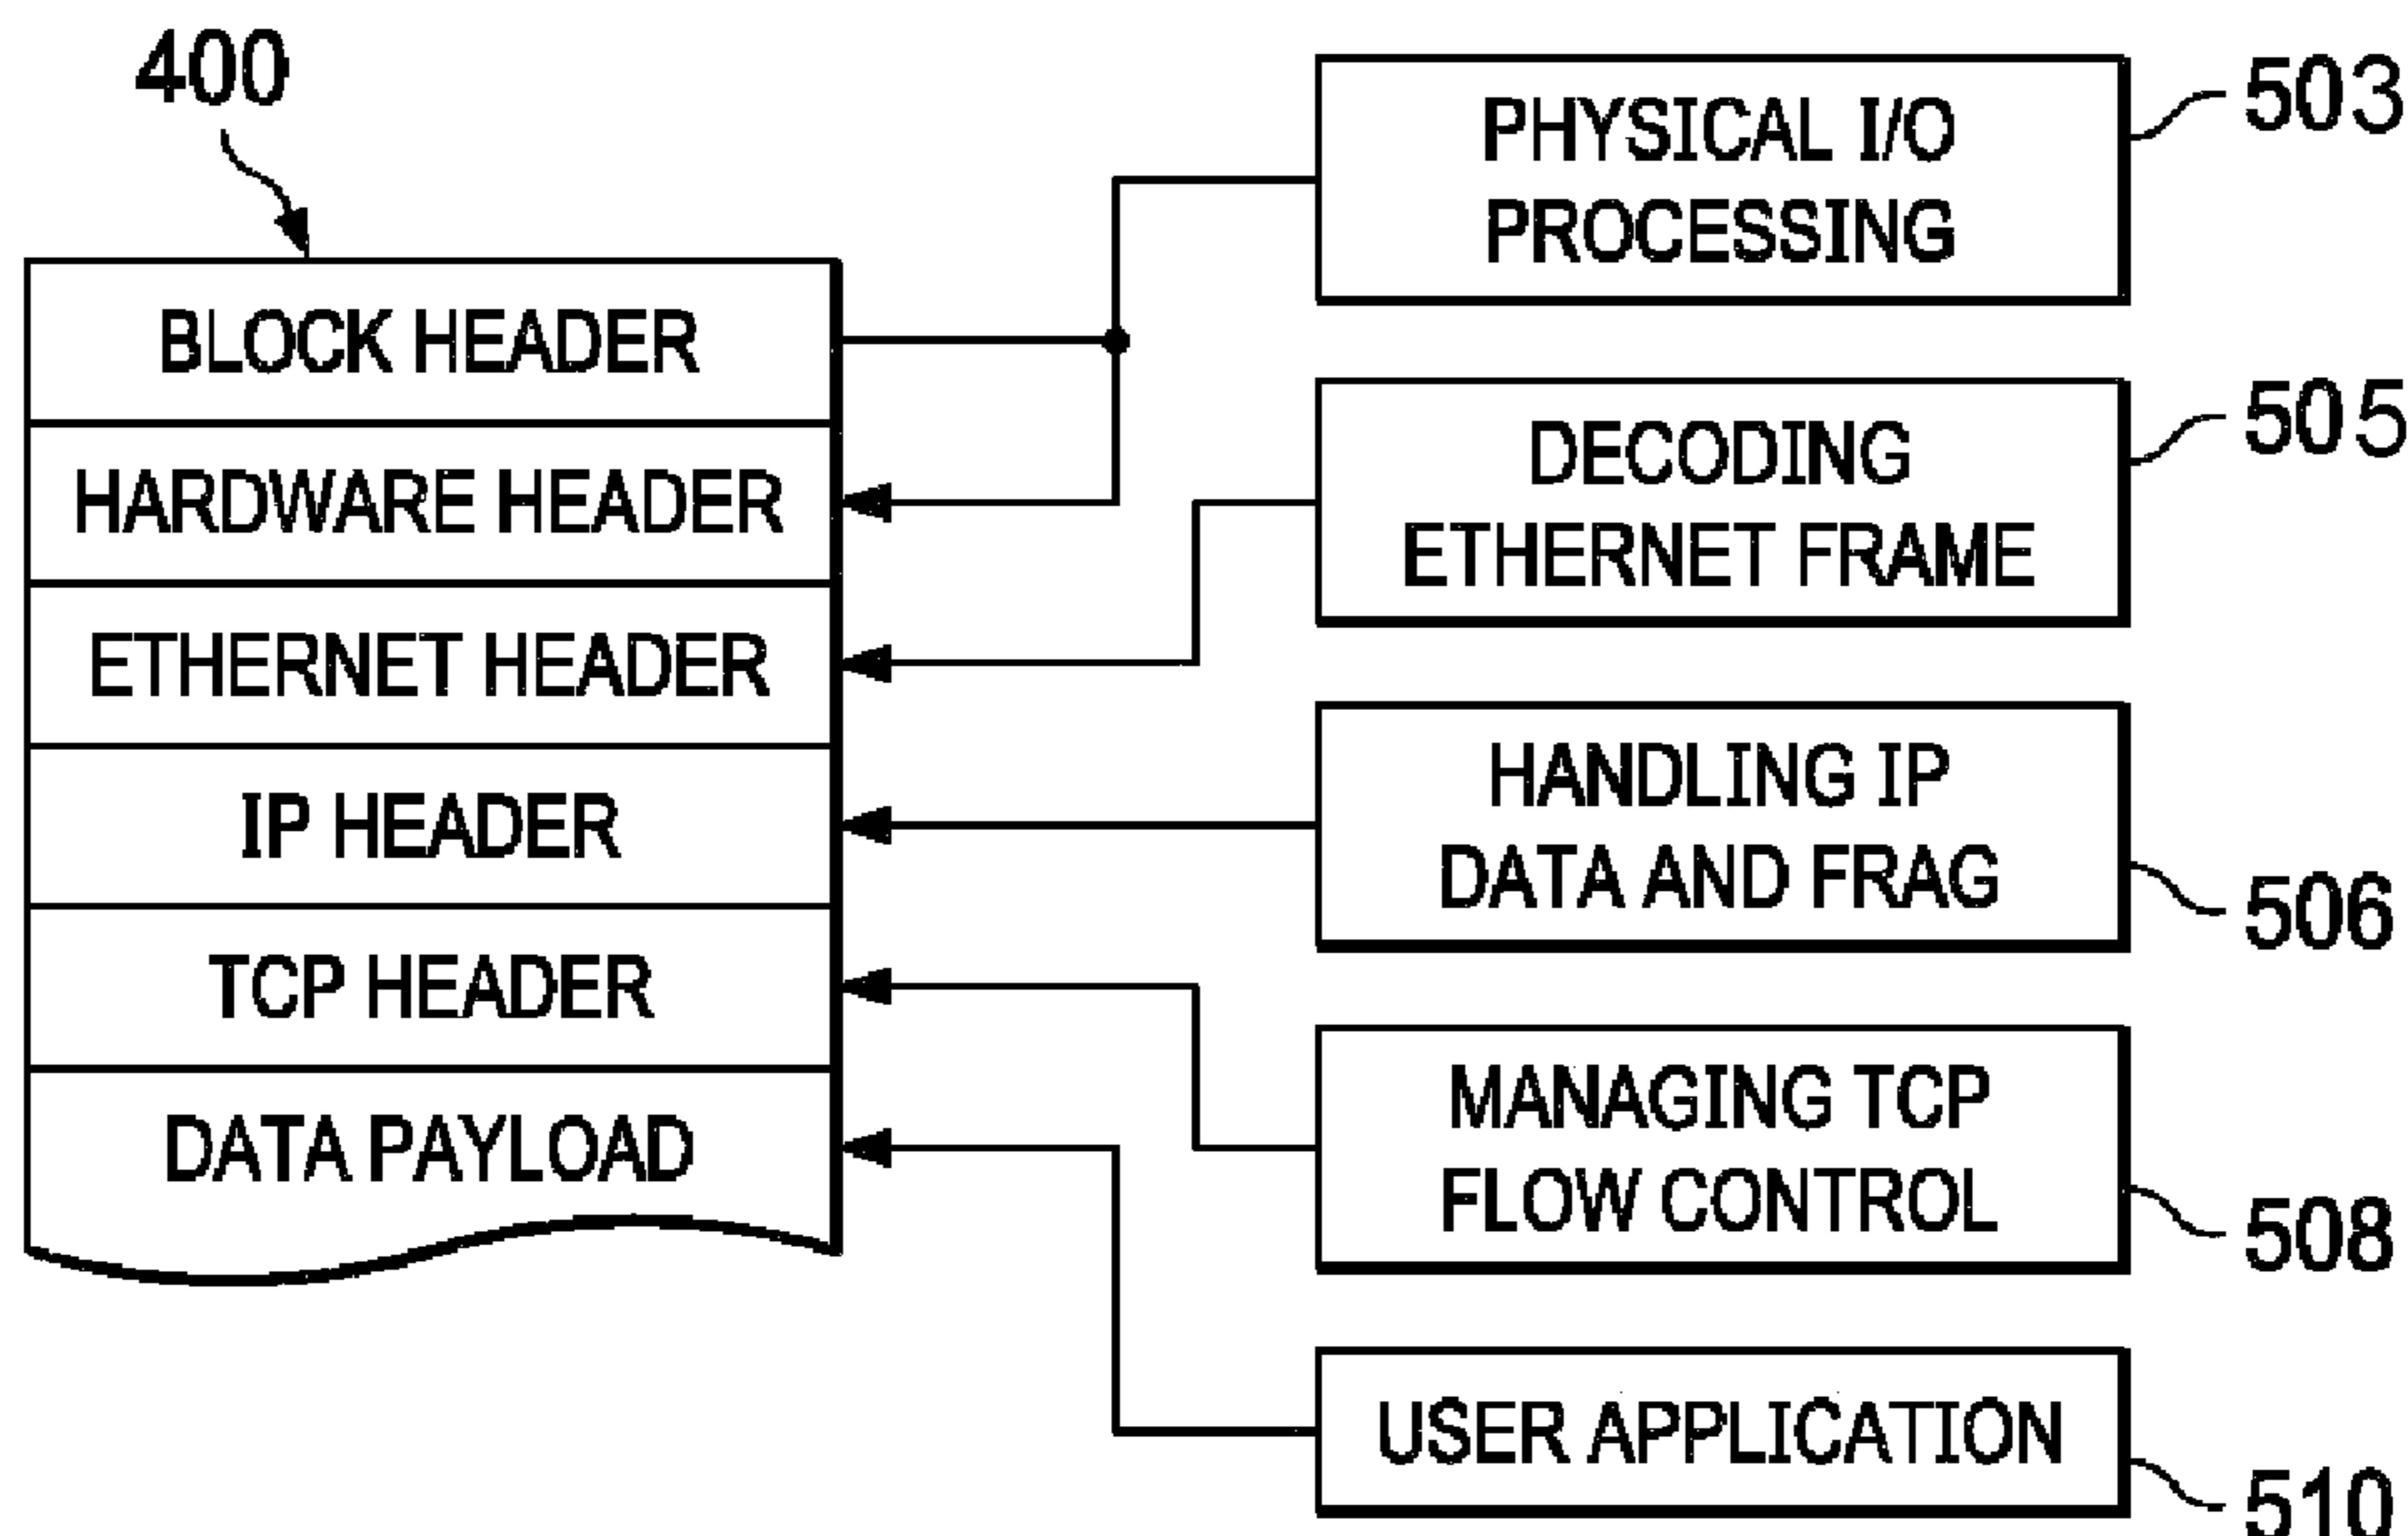 400
BLOCK HEADER
HARDWARE HEADER
ETHERNET HEADER
IP HEADER
TCP HEADER
DATA PAYLOAD
PHYSICAL I/O
PROCESSING
503
DECODING
ETHERNET FRAME
505
HANDLING IP
DATA AND FRAG
506
MANAGING TCP
FLOW CONTROL
508
USER APPLICATION
510